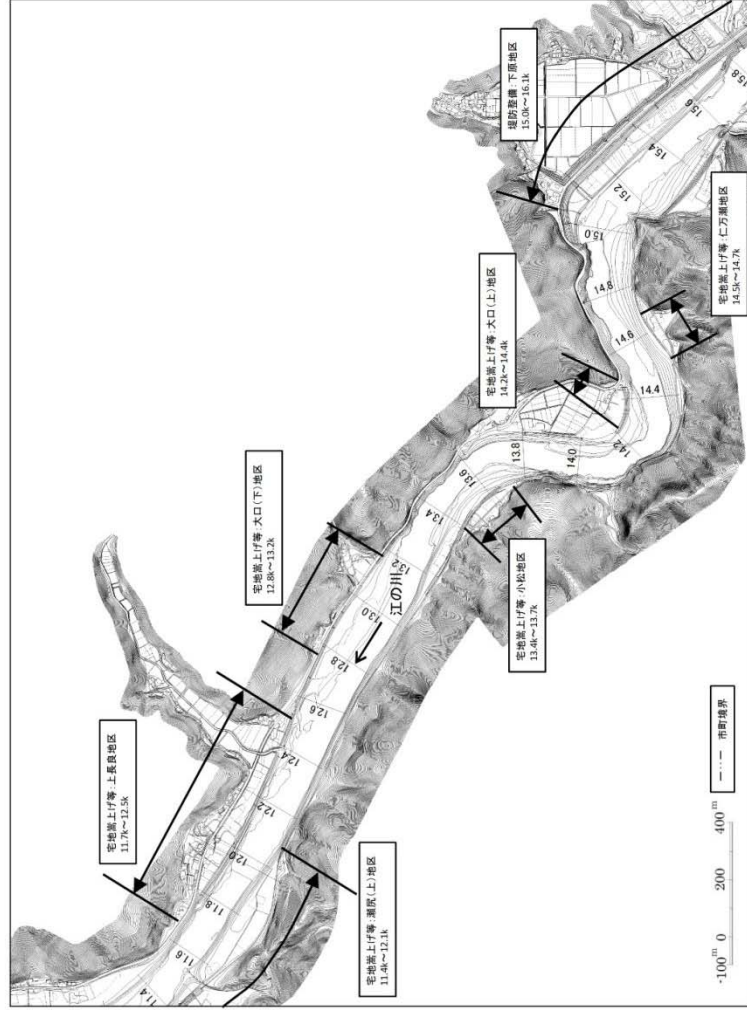 宅地嵩上げ等:上長良地区
11.7k~12.5k
宅地嵩上げ等:大口(下)地区
12.8k~13.2k
宅地嵩上げ等:大口(上)地区
14.2k~14.4k
堤防整備:下原地区
15.0k~16.1k
宅地嵩上げ等:瀬尻(上)地区
11.4k~12.1k
宅地嵩上げ等:小松地区
13.4k~13.7k
宅地嵩上げ等:仁万瀬地区
14.5k~14.7k
江の川
11.4
11.6
11.8
12.0
12.2
12.4
12.6
12.8
13.0
13.2
13.4
13.6
13.8
14.0
14.2
14.4
14.6
14.8
15.0
15.2
15.4
15.6
15.8
市町境界
-100m 0 200 400m